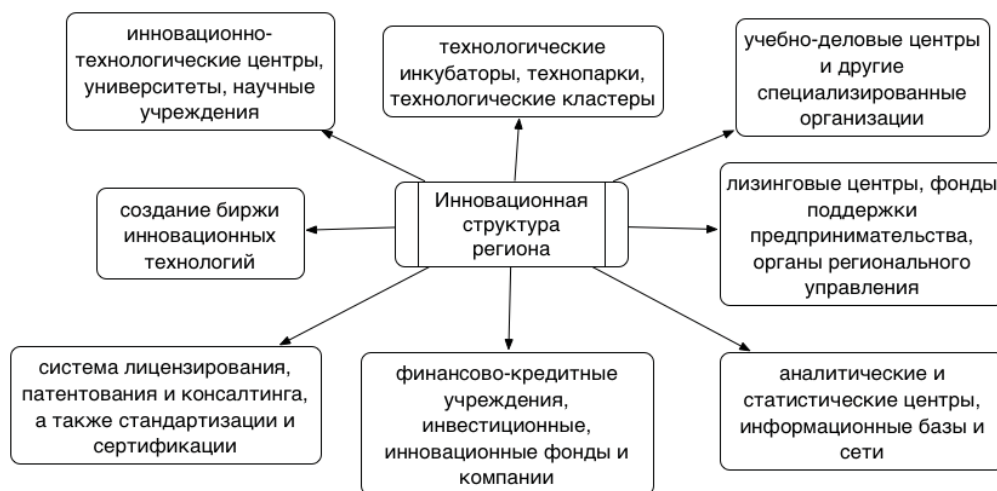 инновационно-
технологические центры,
университеты, научные
учреждения
технологические
инкубаторы, технопарки,
технологические кластеры
учебно-деловые центры
и другие
специализированные
организации
создание биржи
инновационных
технологий
Инновационная
структура
региона
лизинговые центры, фонды
поддержки
предпринимательства,
органы регионального
управления
система лицензирования,
патентования и консалтинга,
а также стандартизации и
сертификации
финансово-кредитные
учреждения,
инвестиционные,
инновационные фонды и
компании
аналитические и
статистические центры,
информационные базы и
сети